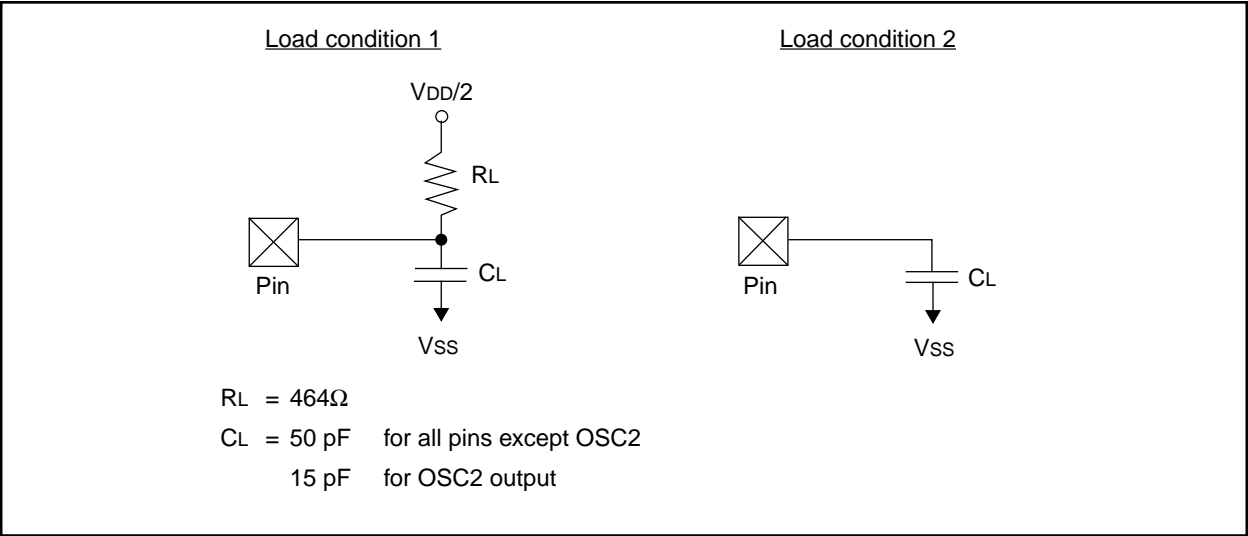 Load condition 1
Load condition 2
VDD/2
RL
Pin
CL
VSS
Pin
CL
VSS
RL = 464Ω
CL = 50 pF for all pins except OSC2
15 pF for OSC2 output